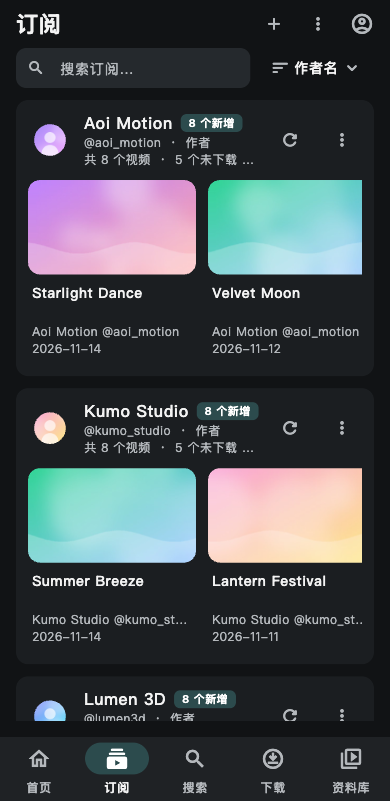 订阅
搜索订阅...
作者名
Aoi Motion 8 个新增
@aoi_motion · 作者
共 8 个视频 · 5 个未下载 ...
Starlight Dance
Velvet Moon
Aoi Motion @aoi_motion
2026-11-14
Aoi Motion @aoi_motion
2026-11-12
Kumo Studio 8 个新增
@kumo_studio · 作者
共 8 个视频 · 5 个未下载 ...
Summer Breeze
Lantern Festival
Kumo Studio @kumo_st...
2026-11-14
Kumo Studio @kumo_st..
2026-11-11
Lumen 3D 8 个新增
@lumen3d · 作者
首页
订阅
搜索
下载
资料库